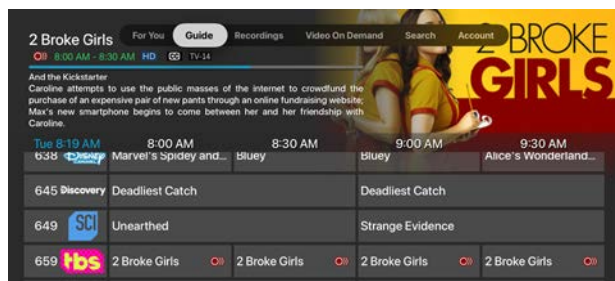 For You Guide Recordings Video On Demand Search Account
2 Broke Girls
8:00 AM - 8:30 AM HD CC TV-14
2 BROKE
GIRLS
And the Kickstarter
Caroline attempts to use the public masses of the internet to crowdfund the
purchase of an expensive pair of new pants through an online fundraising website;
Max's new smartphone begins to come between her and her friendship with
Caroline.
Tue 8:19 AM 8:00 AM 8:30 AM 9:00 AM 9:30 AM
638 Disney CHANNEL Marvel's Spidey and... Bluey Bluey Alice's Wonderland...
645 Discovery Deadliest Catch Deadliest Catch
649 SCI Unearthed Strange Evidence
659 tbs 2 Broke Girls 2 Broke Girls 2 Broke Girls 2 Broke Girls